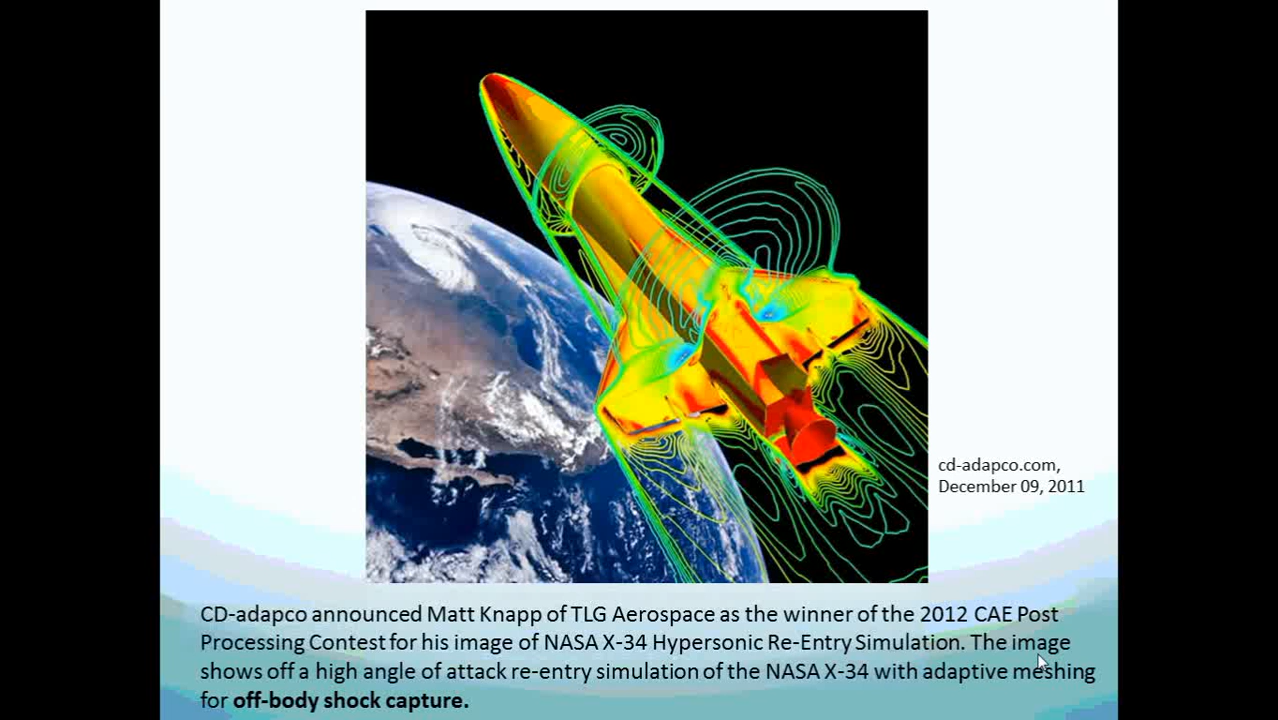 cd-adapco.com,
December 09, 2011
CD-adapco announced Matt Knapp of TLG Aerospace as the winner of the 2012 CAE Post
Processing Contest for his image of NASA X-34 Hypersonic Re-Entry Simulation. The image
shows off a high angle of attack re-entry simulation of the NASA X-34 with adaptive meshing
for off-body shock capture.